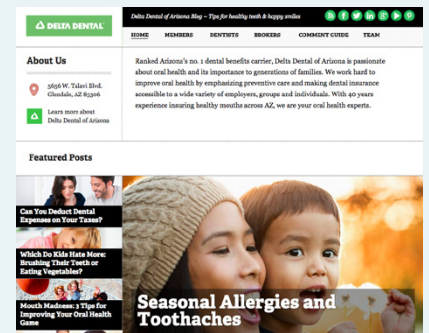 DELTA DENTAL
Delta Dental of Arizona Blog – Tips for healthy teeth & happy smiles
HOME MEMBERS DENTISTS BROKERS COMMENT GUIDE TEAM
About Us
5656 W. Talavi Blvd.
Glendale, AZ 85306
Learn more about
Delta Dental of Arizona
Ranked Arizona's no. 1 dental benefits carrier, Delta Dental of Arizona is passionate
about oral health and its importance to generations of families. We work hard to
improve oral health by emphasizing preventive care and making dental insurance
accessible to a wide variety of employers, groups and individuals. With 40 years
experience insuring healthy mouths across AZ, we are your oral health experts.
Featured Posts
Can You Deduct Dental
Expenses on Your Taxes?
Which Do Kids Hate More:
Brushing Their Teeth or
Eating Vegetables?
Mouth Madness: 3 Tips for
Improving Your Oral Health
Game
Seasonal Allergies and
Toothaches